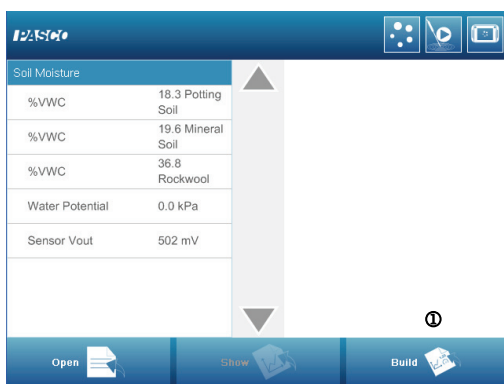 PASCO
Soil Moisture
%VWC 18.3 Potting
Soil
%VWC 19.6 Mineral
Soil
%VWC 36.8
Rockwool
Water Potential 0.0 kPa
Sensor Vout 502 mV
①
Open Show Build